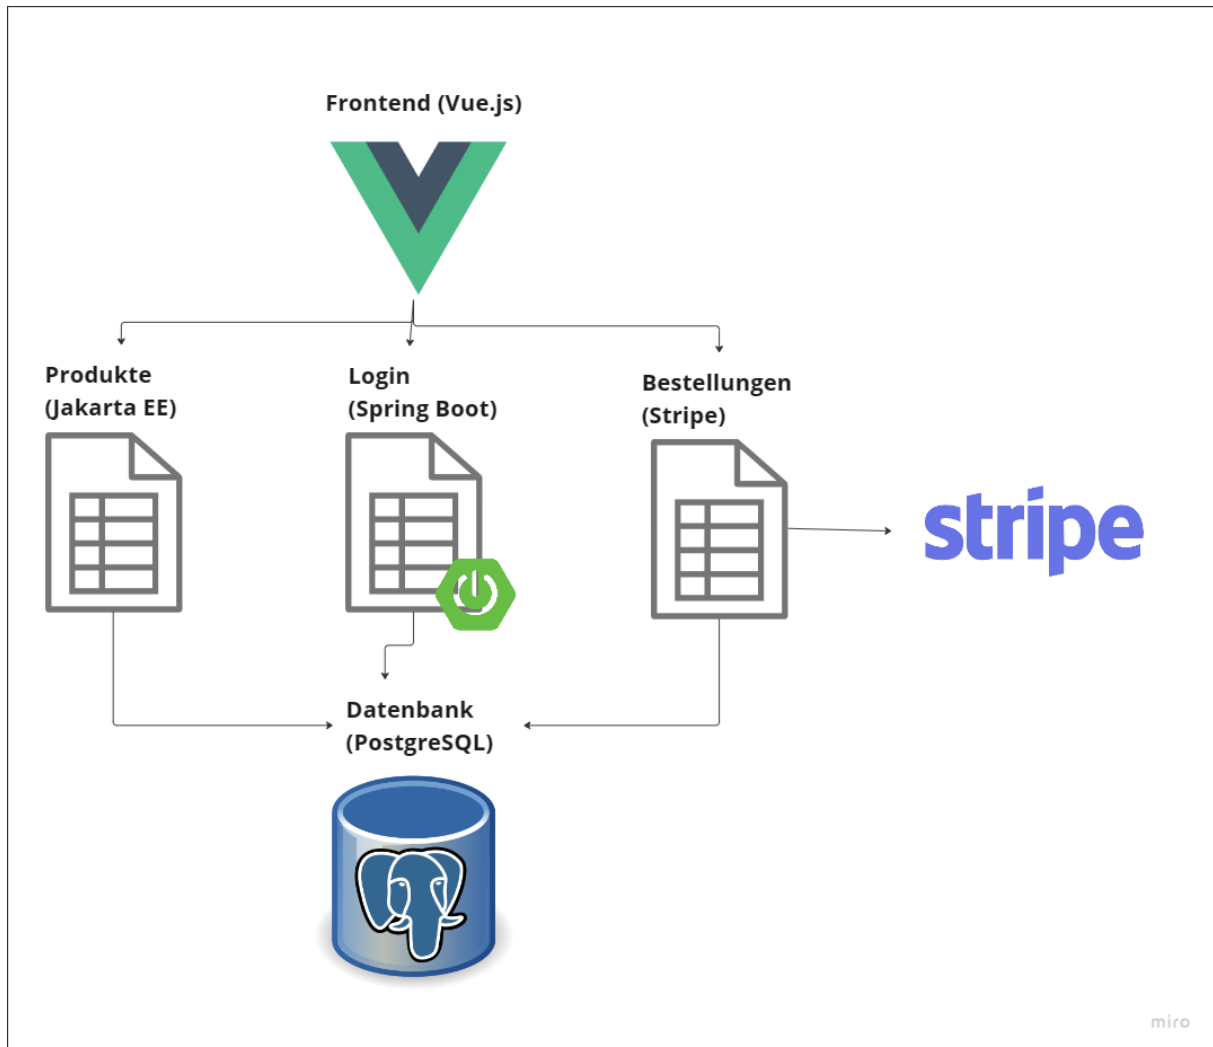 Frontend (Vue.js)
Produkte
(Jakarta EE)
Login
(Spring Boot)
Bestellungen
(Stripe)
stripe
Datenbank
(PostgreSQL)
miro